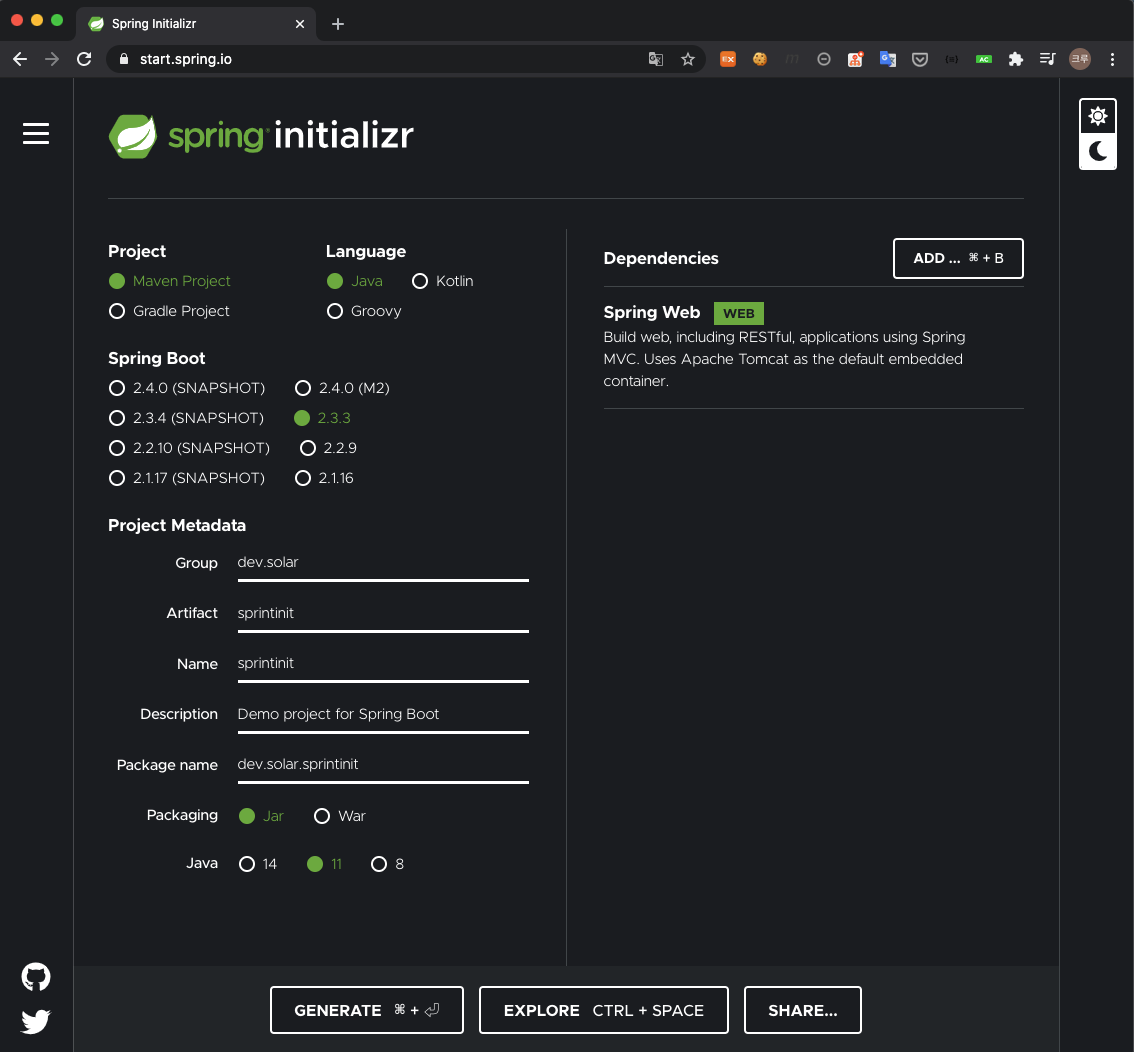 Spring Initializr
start.spring.io
크루
spring initializr
Project
Maven Project
Gradle Project
Language
Java Kotlin
Groovy
Spring Boot
2.4.0 (SNAPSHOT) 2.4.0 (M2)
2.3.4 (SNAPSHOT) 2.3.3
2.2.10 (SNAPSHOT) 2.2.9
2.1.17 (SNAPSHOT) 2.1.16
Project Metadata
Group dev.solar
Artifact sprintinit
Name sprintinit
Description Demo project for Spring Boot
Package name dev.solar.sprintinit
Packaging Jar War
Java 14 11 8
Dependencies
ADD ... ⌘ + B
Spring Web WEB
Build web, including RESTful, applications using Spring
MVC. Uses Apache Tomcat as the default embedded
container.
GENERATE ⌘ + ⏎
EXPLORE CTRL + SPACE
SHARE...